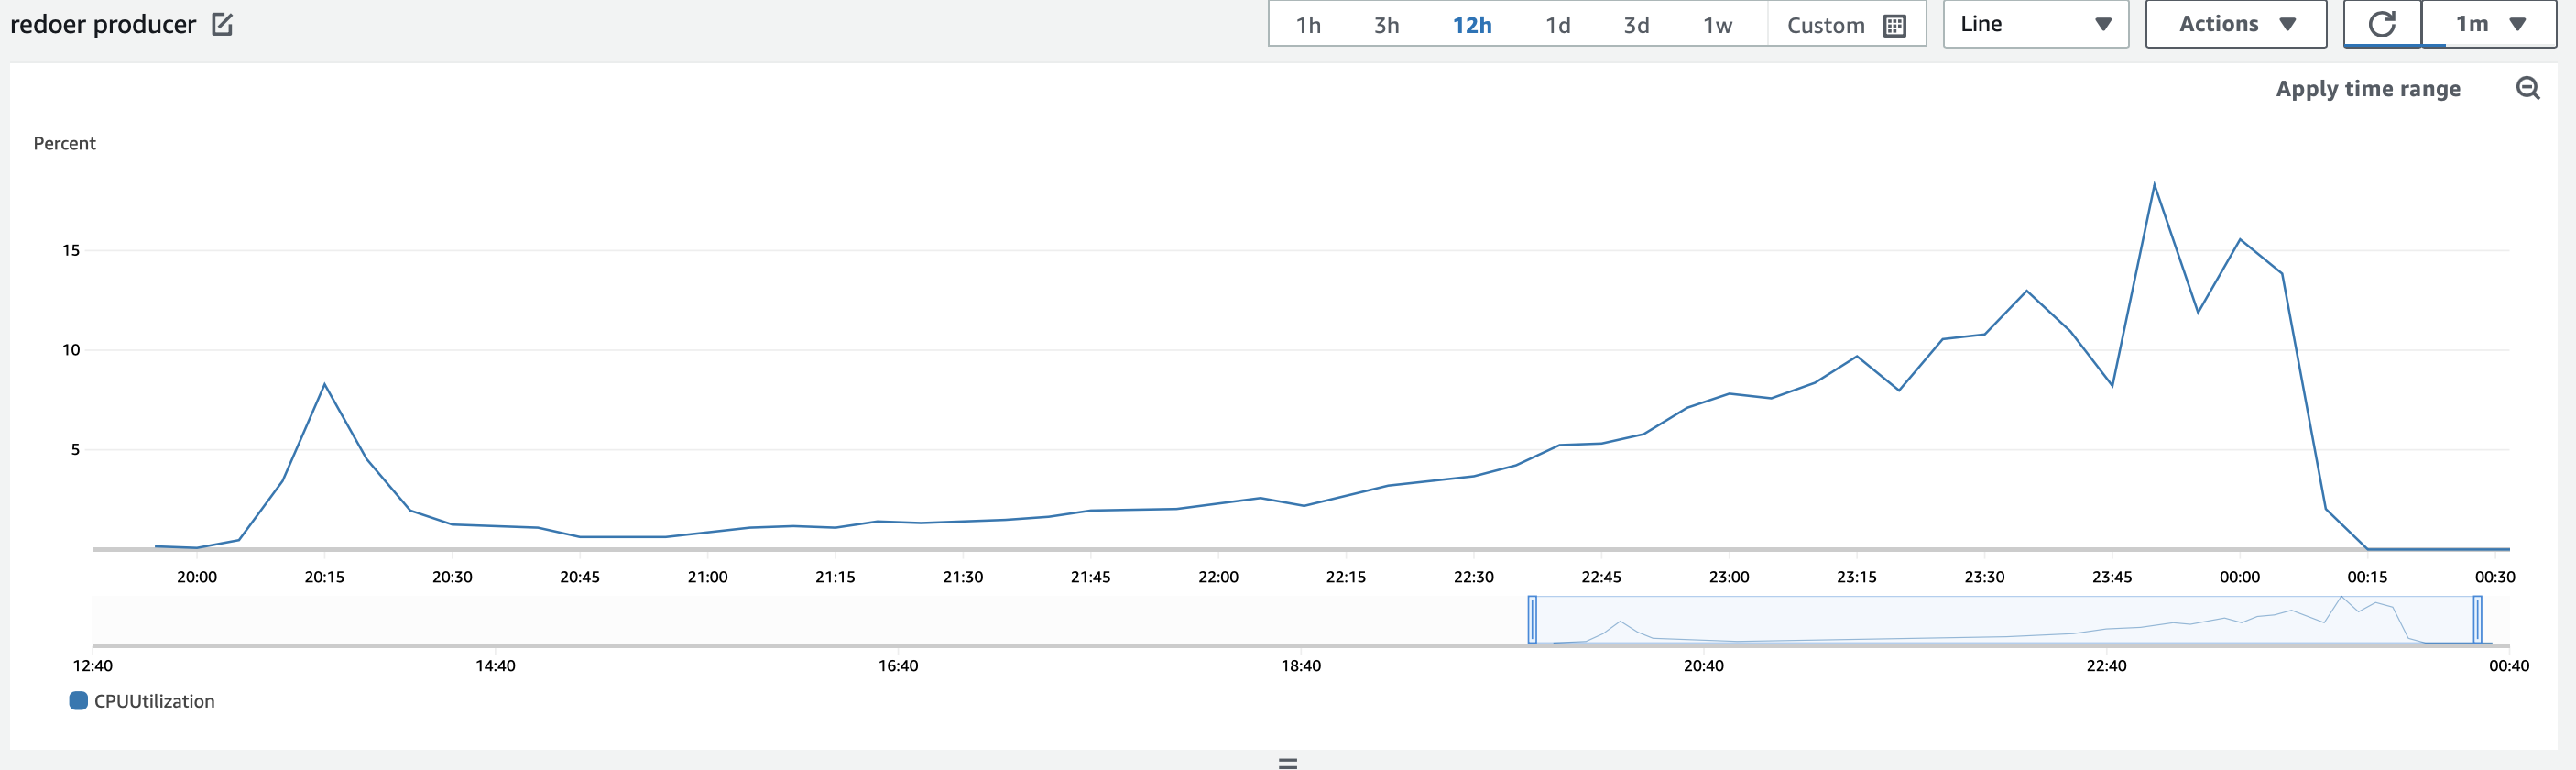 redoer producer
1h 3h 12h 1d 3d 1w Custom Line Actions 1m
Apply time range
Percent
15
10
5
20:00 20:15 20:30 20:45 21:00 21:15 21:30 21:45 22:00 22:15 22:30 22:45 23:00 23:15 23:30 23:45 00:00 00:15 00:30
12:40 14:40 16:40 18:40 20:40 22:40 00:40
CPUUtilization